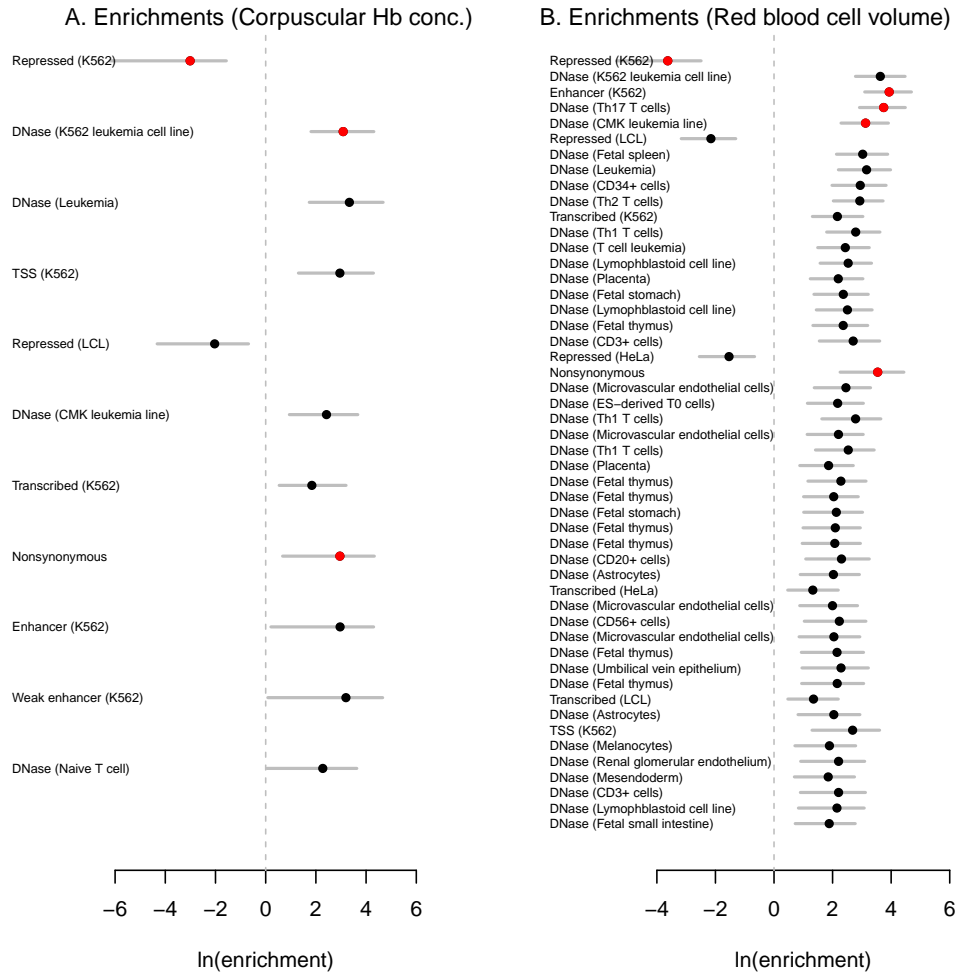 A. Enrichments (Corpuscular Hb conc.)
Repressed (K562)
DNase (K562 leukemia cell line)
DNase (Leukemia)
TSS (K562)
Repressed (LCL)
DNase (CMK leukemia line)
Transcribed (K562)
Nonsynonymous
Enhancer (K562)
Weak enhancer (K562)
DNase (Naive T cell)
−6 −4 −2 0 2 4 6
ln(enrichment)
B. Enrichments (Red blood cell volume)
Repressed (K562)
DNase (K562 leukemia cell line)
Enhancer (K562)
DNase (Th17 T cells)
DNase (CMK leukemia line)
Repressed (LCL)
DNase (Fetal spleen)
DNase (Leukemia)
DNase (CD34+ cells)
DNase (Th2 T cells)
Transcribed (K562)
DNase (Th1 T cells)
DNase (T cell leukemia)
DNase (Lymphoblastoid cell line)
DNase (Placenta)
DNase (Fetal stomach)
DNase (Lymphoblastoid cell line)
DNase (Fetal thymus)
DNase (CD3+ cells)
Repressed (HeLa)
Nonsynonymous
DNase (Microvascular endothelial cells)
DNase (ES−derived T0 cells)
DNase (Th1 T cells)
DNase (Microvascular endothelial cells)
DNase (Th1 T cells)
DNase (Placenta)
DNase (Fetal thymus)
DNase (Fetal thymus)
DNase (Fetal stomach)
DNase (Fetal thymus)
DNase (Fetal thymus)
DNase (CD20+ cells)
DNase (Astrocytes)
Transcribed (HeLa)
DNase (Microvascular endothelial cells)
DNase (CD56+ cells)
DNase (Microvascular endothelial cells)
DNase (Fetal thymus)
DNase (Umbilical vein epithelium)
DNase (Fetal thymus)
Transcribed (LCL)
DNase (Astrocytes)
TSS (K562)
DNase (Melanocytes)
DNase (Renal glomerular endothelium)
DNase (Mesendoderm)
DNase (CD3+ cells)
DNase (Lymphoblastoid cell line)
DNase (Fetal small intestine)
−4 −2 0 2 4 6
ln(enrichment)